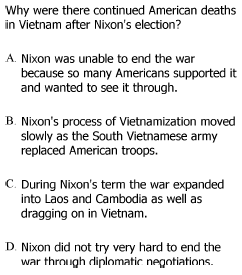 Why were there continued American deaths
in Vietnam after Nixon's election?
A. Nixon was unable to end the war
because so many Americans supported it
and wanted to see it through.
B. Nixon's process of Vietnamization moved
slowly as the South Vietnamese army
replaced American troops.
C. During Nixon's term the war expanded
into Laos and Cambodia as well as
dragging on in Vietnam.
D. Nixon did not try very hard to end the
war through diplomatic negotiations.